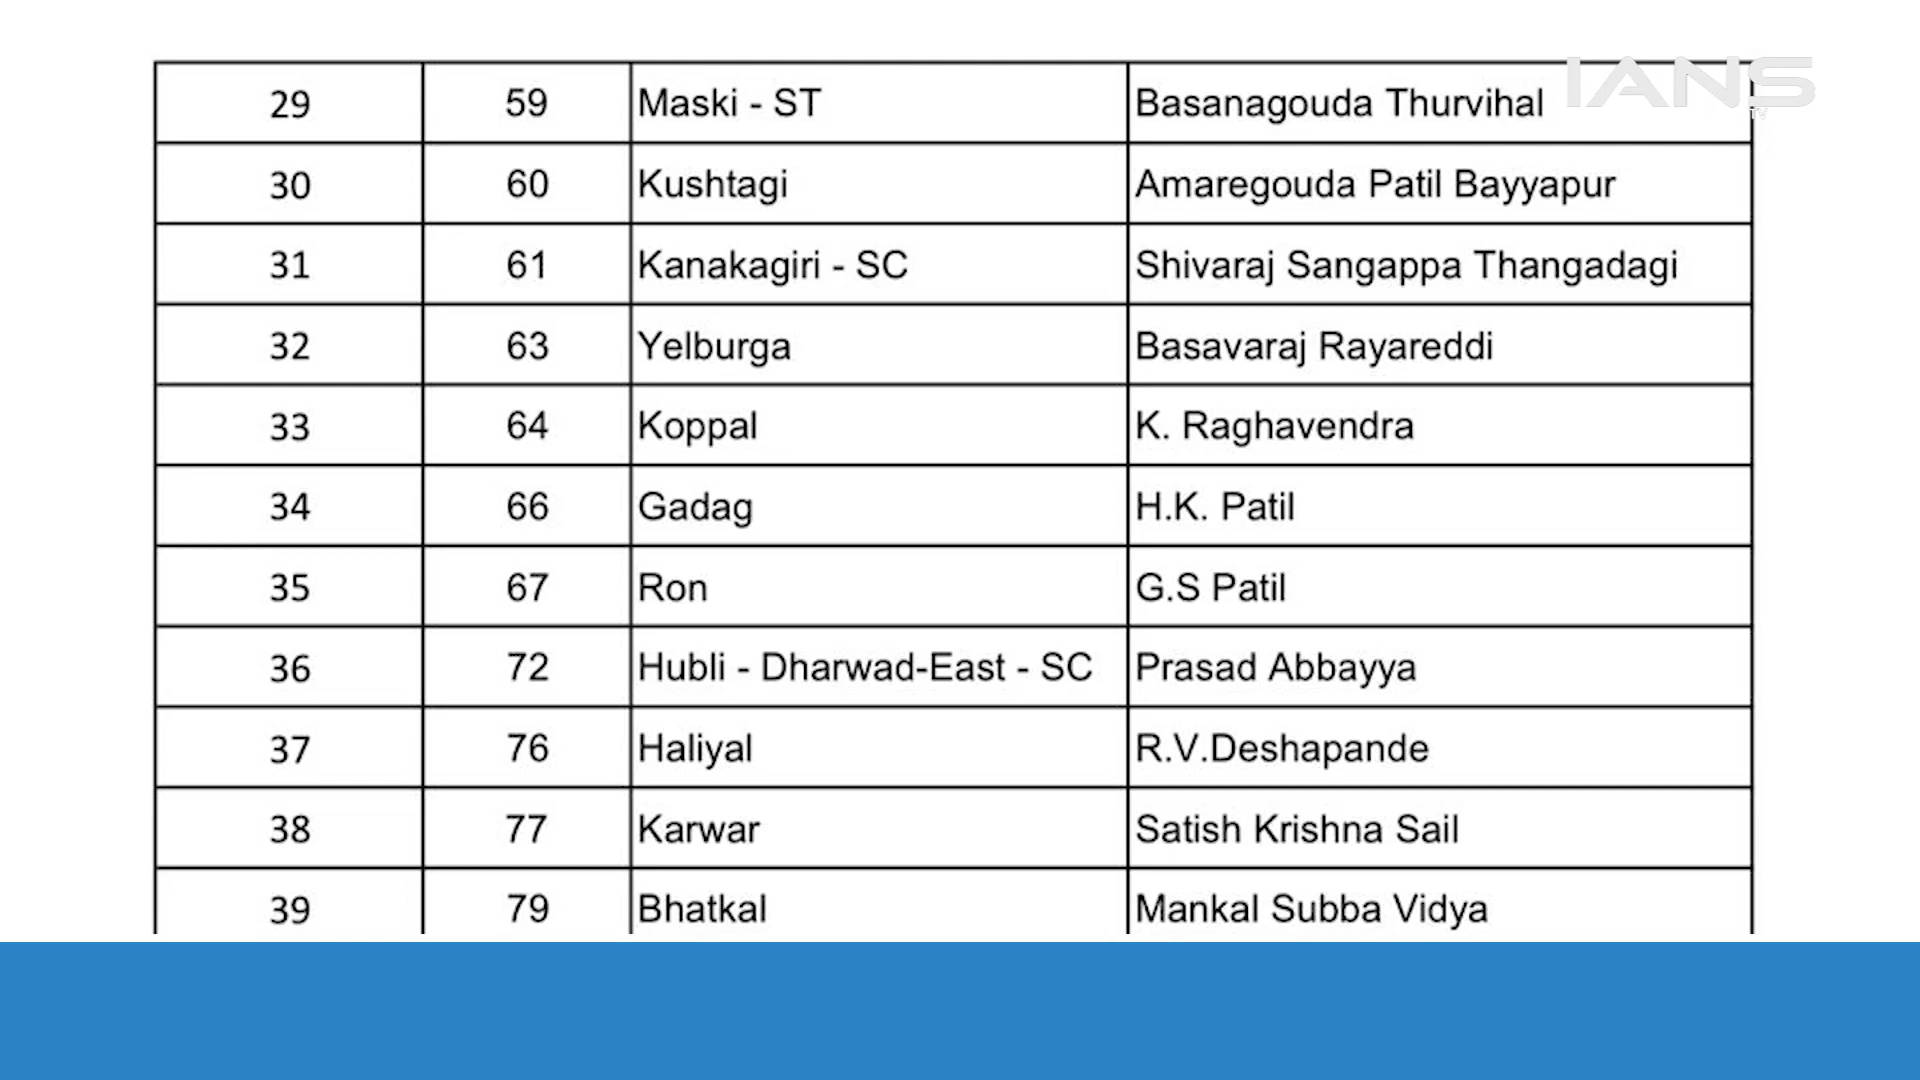 IANS
TV
29 59 Maski - ST Basanagouda Thurvihal
30 60 Kushtagi Amaregouda Patil Bayyapur
31 61 Kanakagiri - SC Shivaraj Sangappa Thangadagi
32 63 Yelburga Basavaraj Rayareddi
33 64 Koppal K. Raghavendra
34 66 Gadag H.K. Patil
35 67 Ron G.S Patil
36 72 Hubli - Dharwad-East - SC Prasad Abbayya
37 76 Haliyal R.V.Deshapande
38 77 Karwar Satish Krishna Sail
39 79 Bhatkal Mankal Subba Vidya